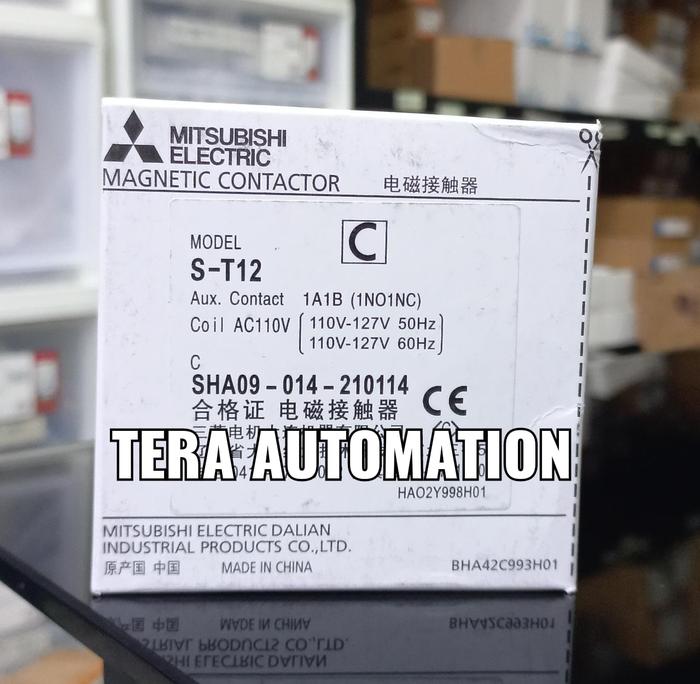 MITSUBISHI
ELECTRIC
MAGNETIC CONTACTOR 电磁接触器
C
MODEL
S-T12
Aux. Contact 1A1B (1NO1NC)
Coil AC110V 110V-127V 50Hz
110V-127V 60Hz
C
SHA09-014-210114
合格证 电磁接触器 CE
TERA AUTOMATION
HAO2Y998H01
MITSUBISHI ELECTRIC DALIAN
INDUSTRIAL PRODUCTS CO.,LTD.
原产国 中国 MADE IN CHINA BHA42C993H01